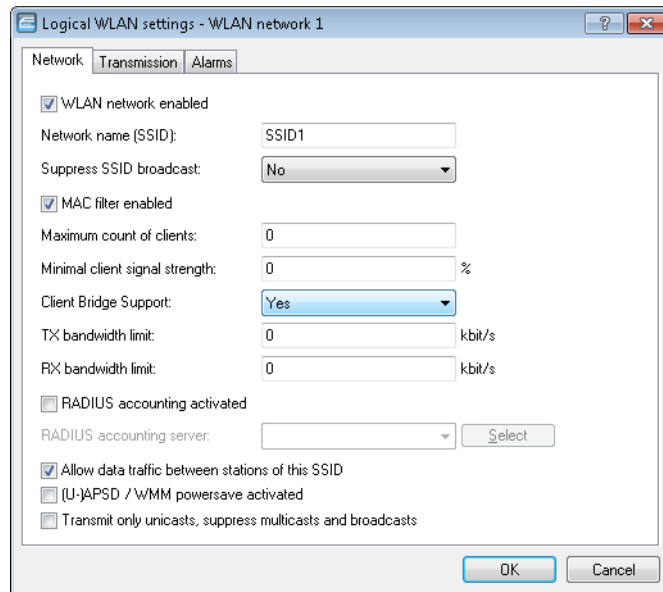 Logical WLAN settings - WLAN network 1
Network Transmission Alarms
WLAN network enabled
Network name (SSID): SSID1
Suppress SSID broadcast: No
MAC filter enabled
Maximum count of clients: 0
Minimal client signal strength: 0 %
Client Bridge Support: Yes
TX bandwidth limit: 0 kbit/s
RX bandwidth limit: 0 kbit/s
RADIUS accounting activated
RADIUS accounting server: Select
Allow data traffic between stations of this SSID
(U-)APSD / WMM powersave activated
Transmit only unicasts, suppress multicasts and broadcasts
OK Cancel